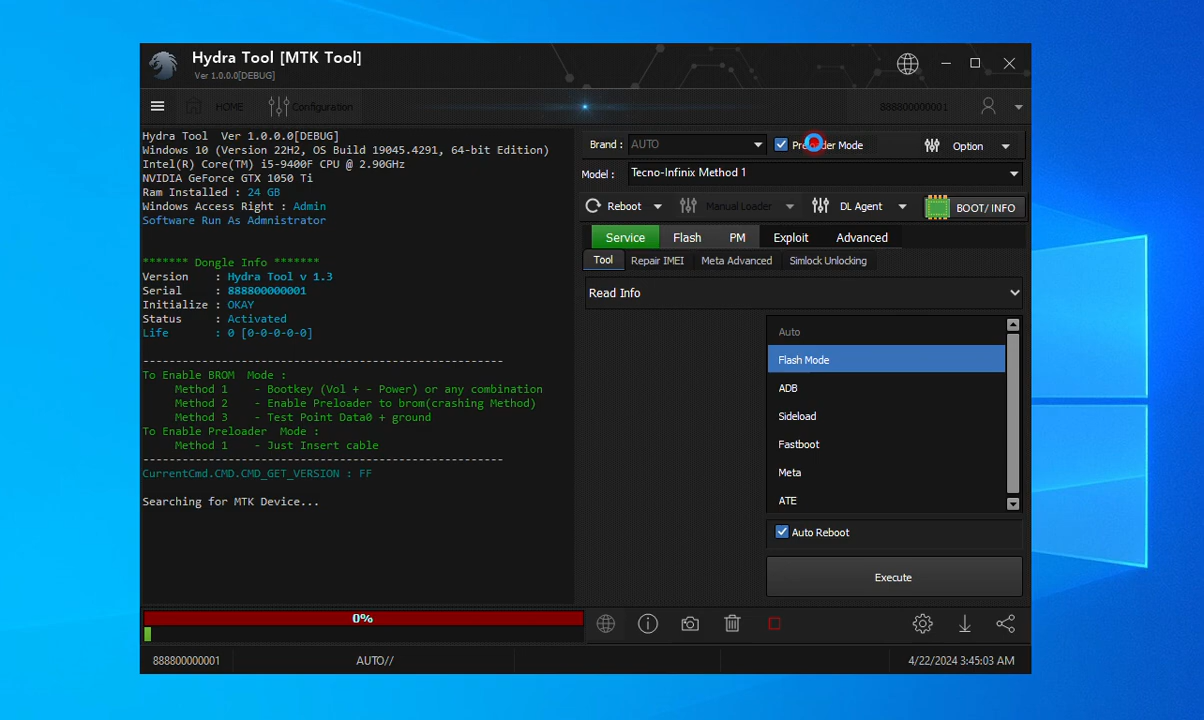 Hydra Tool [MTK Tool]
Ver 1.0.0.0[DEBUG]
HOME
Configuration
888800000001
Hydra Tool Ver 1.0.0.0[DEBUG]
Windows 10 (Version 22H2, OS Build 19045.4291, 64-bit Edition)
Intel(R) Core(TM) i5-9400F CPU @ 2.90GHz
NVIDIA GeForce GTX 1050 Ti
Ram Installed : 24 GB
Windows Access Right : Admin
Software Run As Admnistrator
******* Dongle Info *******
Version : Hydra Tool v 1.3
Serial : 888800000001
Initialize : OKAY
Status : Activated
Life : 0 [0-0-0-0-0]
-------------------------------------------------------
To Enable BROM Mode :
Method 1 - Bootkey (Vol + - Power) or any combination
Method 2 - Enable Preloader to brom(crashing Method)
Method 3 - Test Point Data0 + ground
To Enable Preloader Mode :
Method 1 - Just Insert cable
-------------------------------------------------------
CurrentCmd.CMD.CMD_GET_VERSION : FF
Searching for MTK Device...
Brand : AUTO
Mode
Option
Model : Tecno-Infinix Method 1
Reboot
Manual Loader
DL Agent
BOOT/ INFO
Service
Flash
PM
Exploit
Advanced
Tool
Repair IMEI
Meta Advanced
Simlock Unlocking
Read Info
Auto
Flash Mode
ADB
Sideload
Fastboot
Meta
ATE
Auto Reboot
Execute
0%
888800000001
AUTO//
4/22/2024 3:45:03 AM